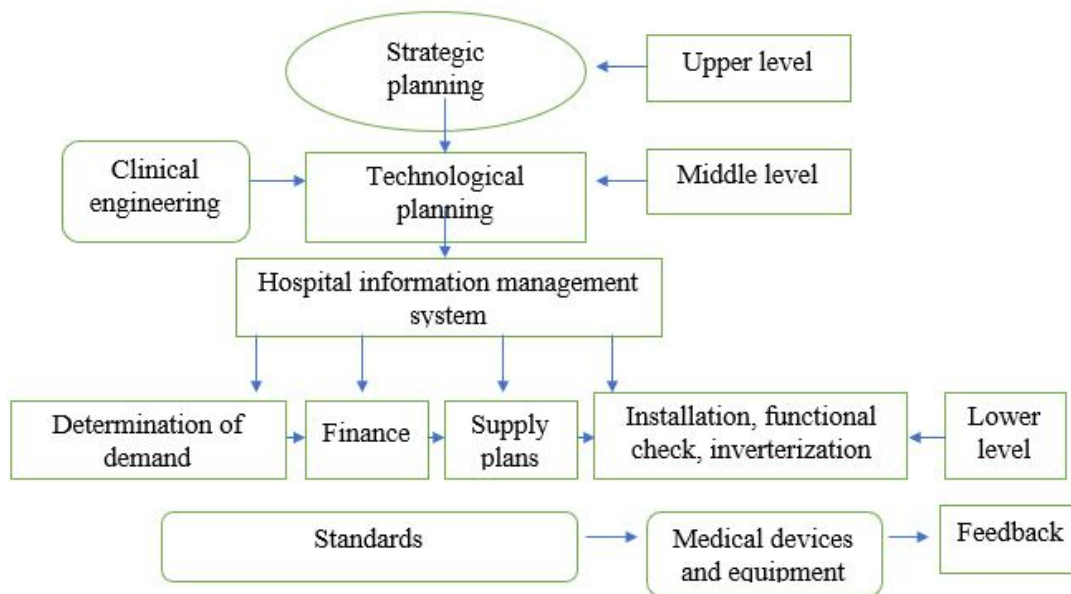 Strategic
planning
Upper level
Clinical
engineering
Technological
planning
Middle level
Hospital information management
system
Determination of
demand
Finance
Supply
plans
Installation, functional
check, inverterization
Lower
level
Standards
Medical devices
and equipment
Feedback